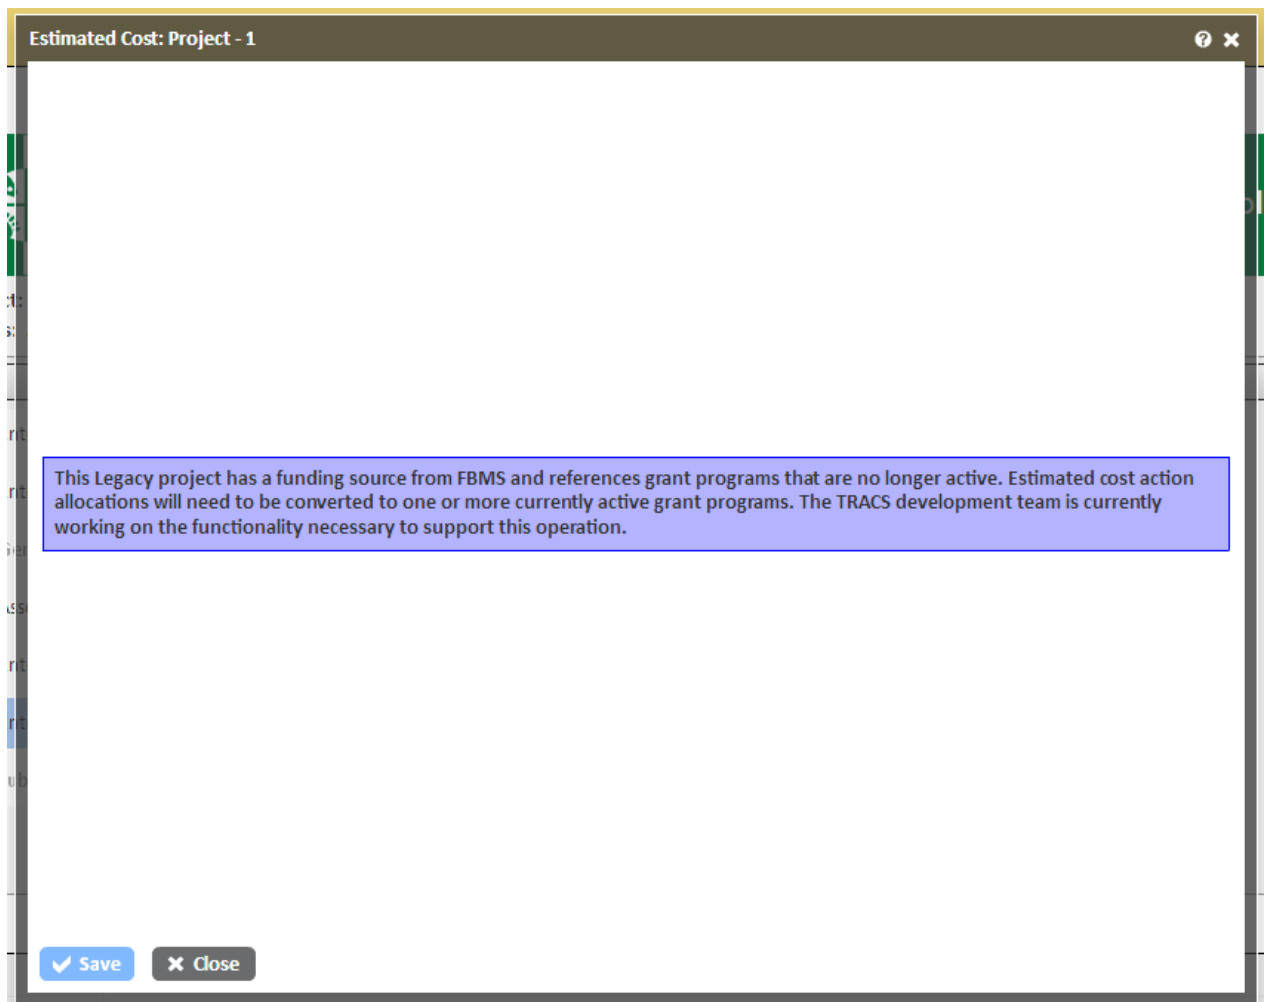 Estimated Cost: Project - 1
This Legacy project has a funding source from FBMS and references grant programs that are no longer active. Estimated cost action
allocations will need to be converted to one or more currently active grant programs. The TRACS development team is currently
working on the functionality necessary to support this operation.
Save
Close